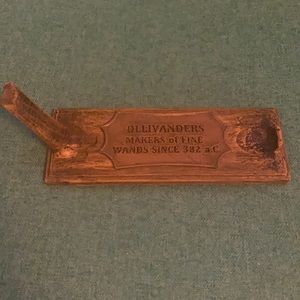 OLLIVANDERS
MAKERS of FINE
WANDS SINCE 382 a.C